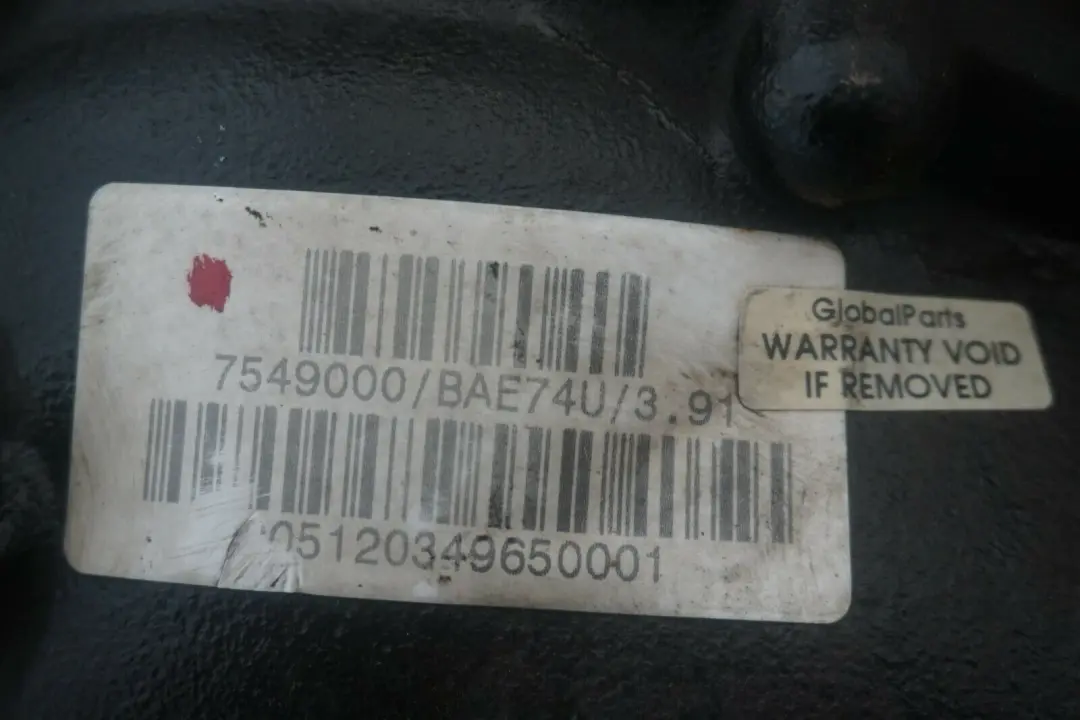 7549000/BAE74U/3.91
05120349650001
GlobalParts
WARRANTY VOID
IF REMOVED